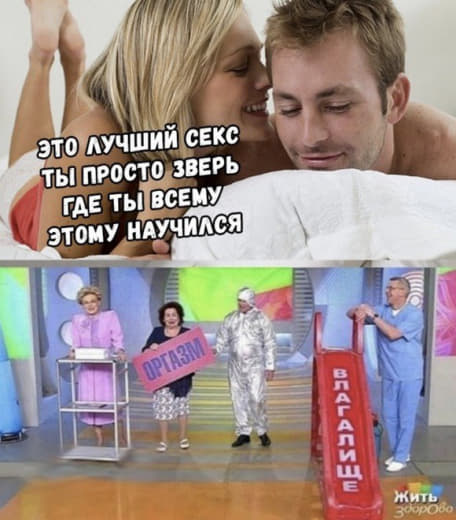 ЭТО ЛУЧШИЙ СЕКС
ТЫ ПРОСТО ЗВЕРЬ
ГДЕ ТЫ ВСЕМУ
ЭТОМУ НАУЧИЛСЯ
ОРГАЗМ
ВЛАГАЛИЩЕ
Жить
здорОво